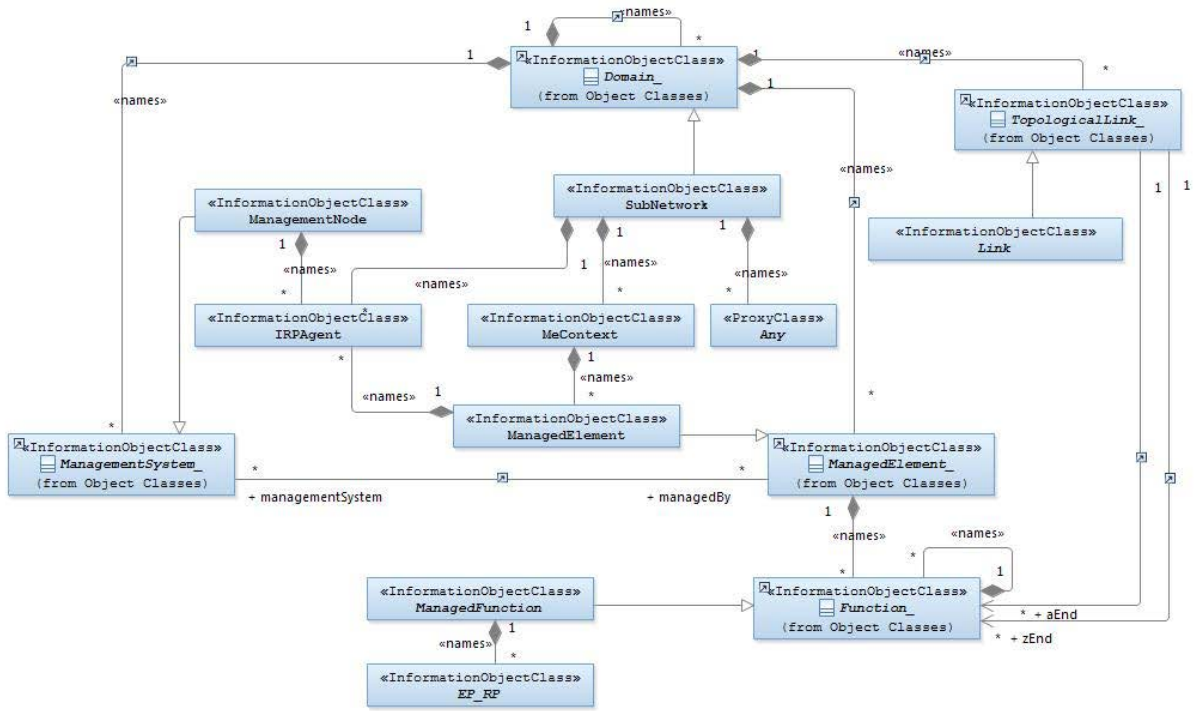 «names»
1
*
1
«InformationObjectClass»
Domain_
(from Object Classes)
1
«names»
*
1
«names»
«InformationObjectClass»
TopologicalLink_
(from Object Classes)
«names»
1
1
«InformationObjectClass»
SubNetwork
«InformationObjectClass»
ManagementNode
«InformationObjectClass»
Link
1
«names»
*
1
«names»
*
1
«names»
*
1
«names»
*
«InformationObjectClass»
IRPAgent
«InformationObjectClass»
MeContext
«ProxyClass»
Any
*
1
«names»
*
«names»
1
*
«InformationObjectClass»
ManagedElement
*
«InformationObjectClass»
ManagementSystem_
(from Object Classes)
«InformationObjectClass»
ManagedElement_
(from Object Classes)
*
+ managementSystem
*
+ managedBy
1
«names»
*
«names»
*
1
«InformationObjectClass»
ManagedFunction
«InformationObjectClass»
Function_
(from Object Classes)
* + aEnd
* + zEnd
1
«names»
*
«InformationObjectClass»
EP_RP